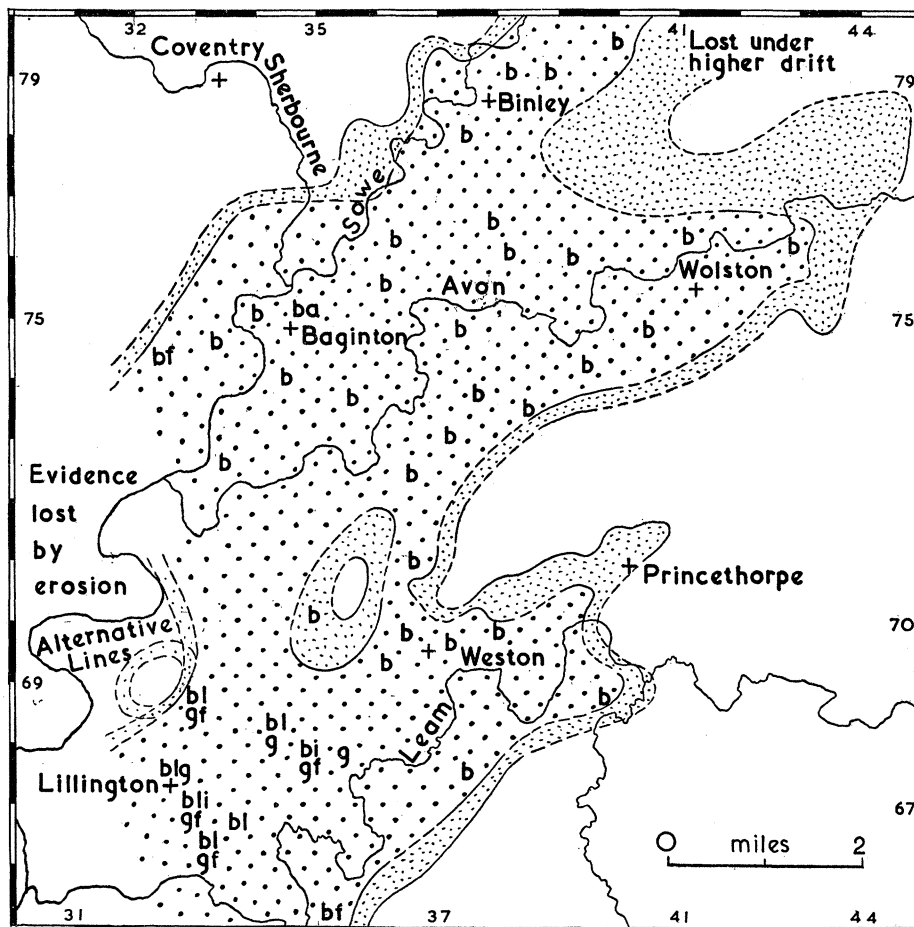 32 35 41 44
Coventry
Lost under
higher drift
79 79
Sherbourne
b
b b
Binley
b
Sowe
b
b b b
b b
Wolston
b
Avon
b ba
75 75
Baginton
b b
bf
b
b
b
b
b
b
b
b
b
b
Evidence
lost
by
erosion
b
Princethorpe
b
70
Alternative
Lines
b b b
Weston
b
69
b
bl
gf
bl
g
bi
gf
g
Leam
b
blg
Lillington
bli
gf
bl
67
bl
gf
O miles 2
bf
31 37 41 44